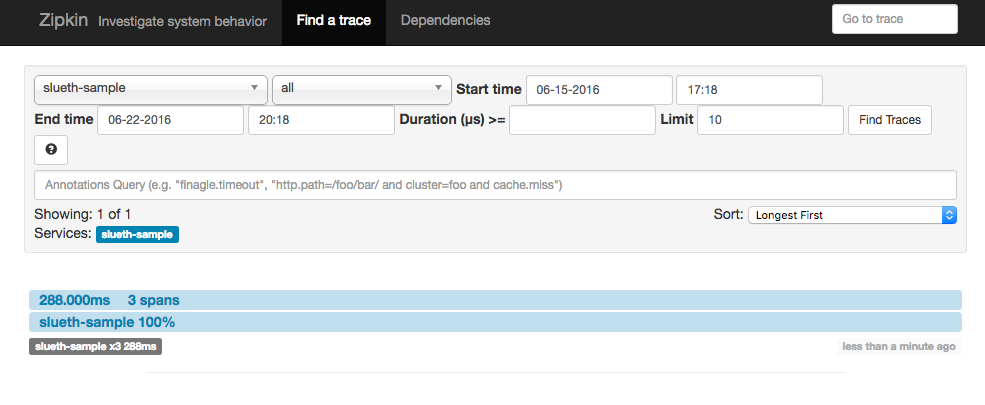 Zipkin Investigate system behavior Find a trace Dependencies Go to trace
slueth-sample all Start time 06-15-2016 17:18
End time 06-22-2016 20:18 Duration (μs) >= Limit 10 Find Traces
?
Annotations Query (e.g. "finagle.timeout", "http.path=/foo/bar/ and cluster=foo and cache.miss")
Showing: 1 of 1 Sort: Longest First
Services: slueth-sample
288.000ms 3 spans
slueth-sample 100%
slueth-sample x3 288ms less than a minute ago